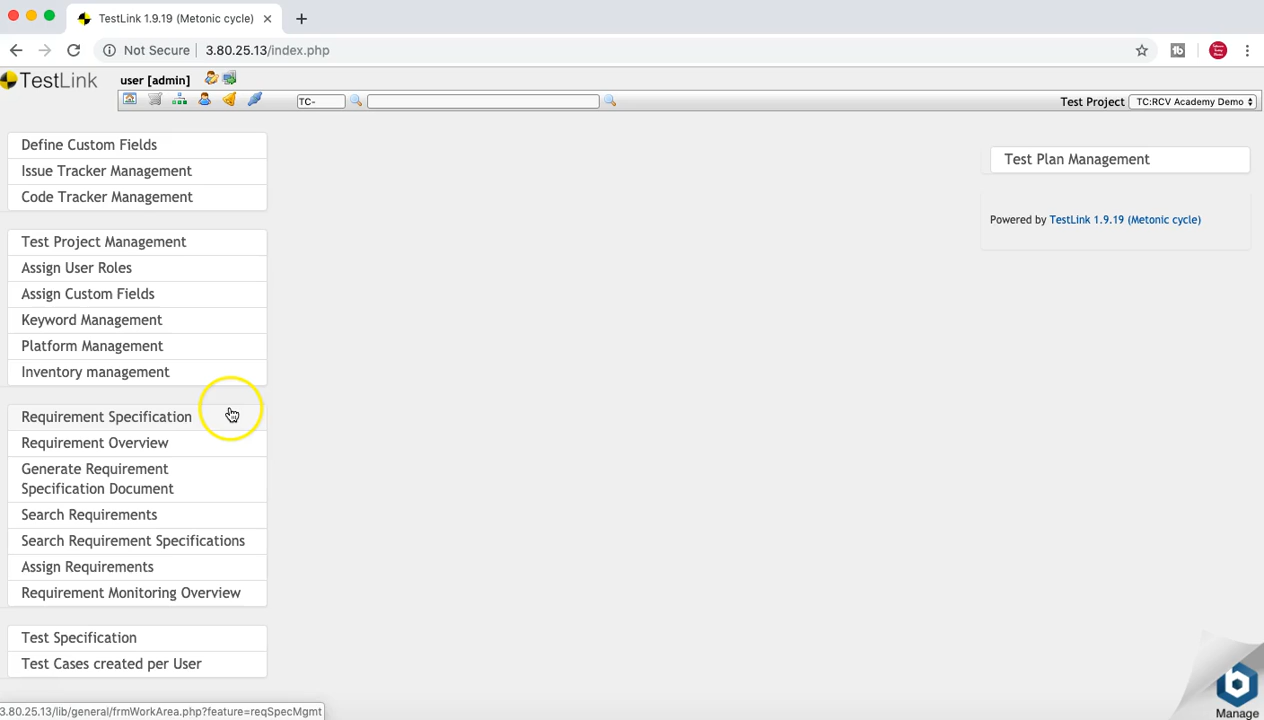 TestLink 1.9.19 (Metonic cycle)
Not Secure 3.80.25.13/index.php
TestLink
user [admin]
TC-
Test Project TC:RCV Academy Demo
Define Custom Fields
Issue Tracker Management
Code Tracker Management
Test Project Management
Assign User Roles
Assign Custom Fields
Keyword Management
Platform Management
Inventory management
Requirement Specification
Requirement Overview
Generate Requirement
Specification Document
Search Requirements
Search Requirement Specifications
Assign Requirements
Requirement Monitoring Overview
Test Specification
Test Cases created per User
Test Plan Management
Powered by TestLink 1.9.19 (Metonic cycle)
Manage
3.80.25.13/lib/general/frmWorkArea.php?feature=reqSpecMgmt